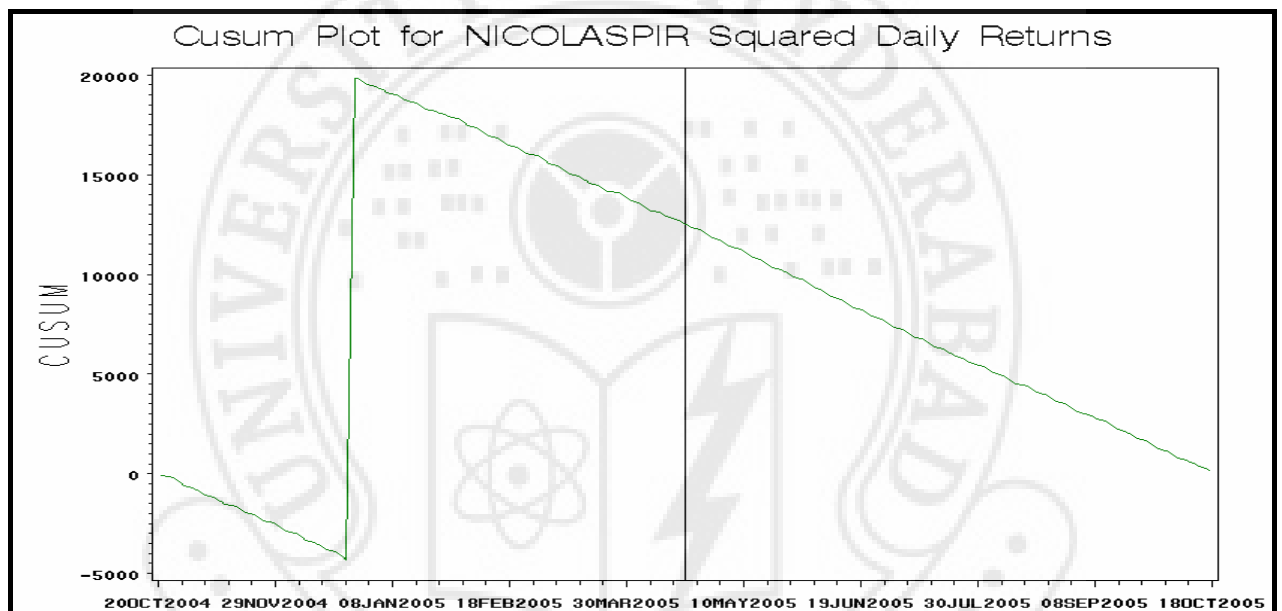 Cusum Plot for NICOLASPIR Squared Daily Returns
20000
15000
10000
5000
0
-5000
CUSUM
20OCT2004 29NOV2004 08JAN2005 18FEB2005 30MAR2005 10MAY2005 19JUN2005 30JUL2005 08SEP2005 18OCT2005